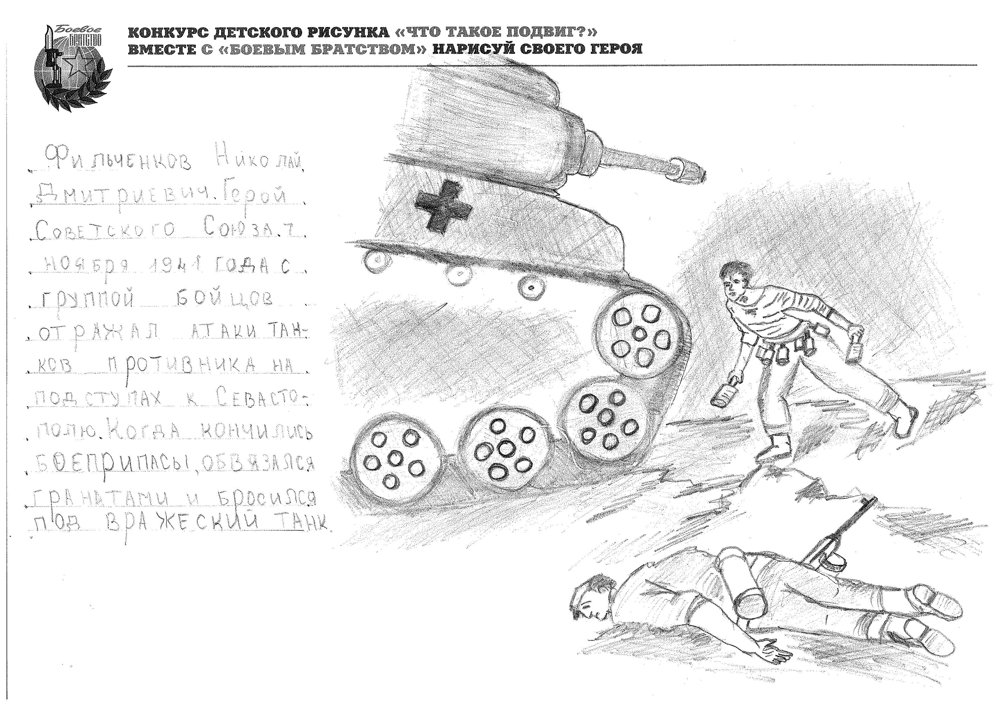 Боевое
БРАТСТВО
КОНКУРС ДЕТСКОГО РИСУНКА «ЧТО ТАКОЕ ПОДВИГ?»
ВМЕСТЕ С «БОЕВЫМ БРАТСТВОМ» НАРИСУЙ СВОЕГО ГЕРОЯ
Фильченков Николай
Дмитриевич. Герой
Советского Союза. 7
ноября 1941 года с
группой бойцов
отражал атаки тан-
ков противника на
подступах к Севасто-
полю. Когда кончились
боеприпасы, обвязался
гранатами и бросился
под вражеский танк.